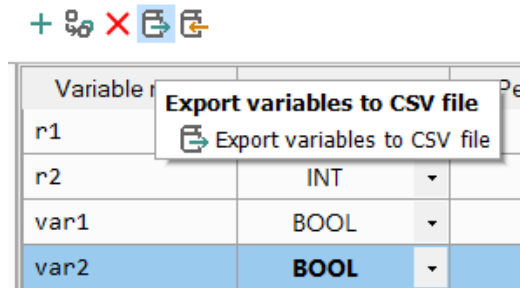 Variable
Pe
Export variables to CSV file
Export variables to CSV file
r1
r2 INT
var1 BOOL
var2 BOOL